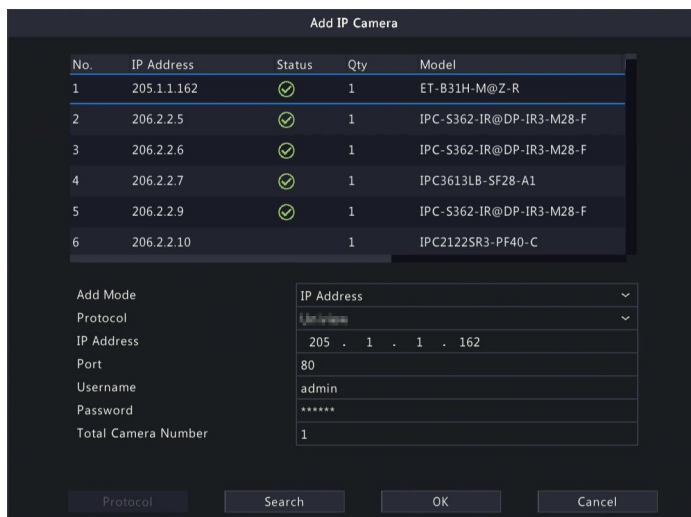 Add IP Camera
No. IP Address Status Qty Model
1 205.1.1.162 1 ET-B31H-M@Z-R
2 206.2.2.5 1 IPC-S362-IR@DP-IR3-M28-F
3 206.2.2.6 1 IPC-S362-IR@DP-IR3-M28-F
4 206.2.2.7 1 IPC3613LB-SF28-A1
5 206.2.2.9 1 IPC-S362-IR@DP-IR3-M28-F
6 206.2.2.10 1 IPC2122SR3-PF40-C
Add Mode IP Address
Protocol
IP Address 205 . 1 . 1 . 162
Port 80
Username admin
Password ******
Total Camera Number 1
Protocol Search OK Cancel